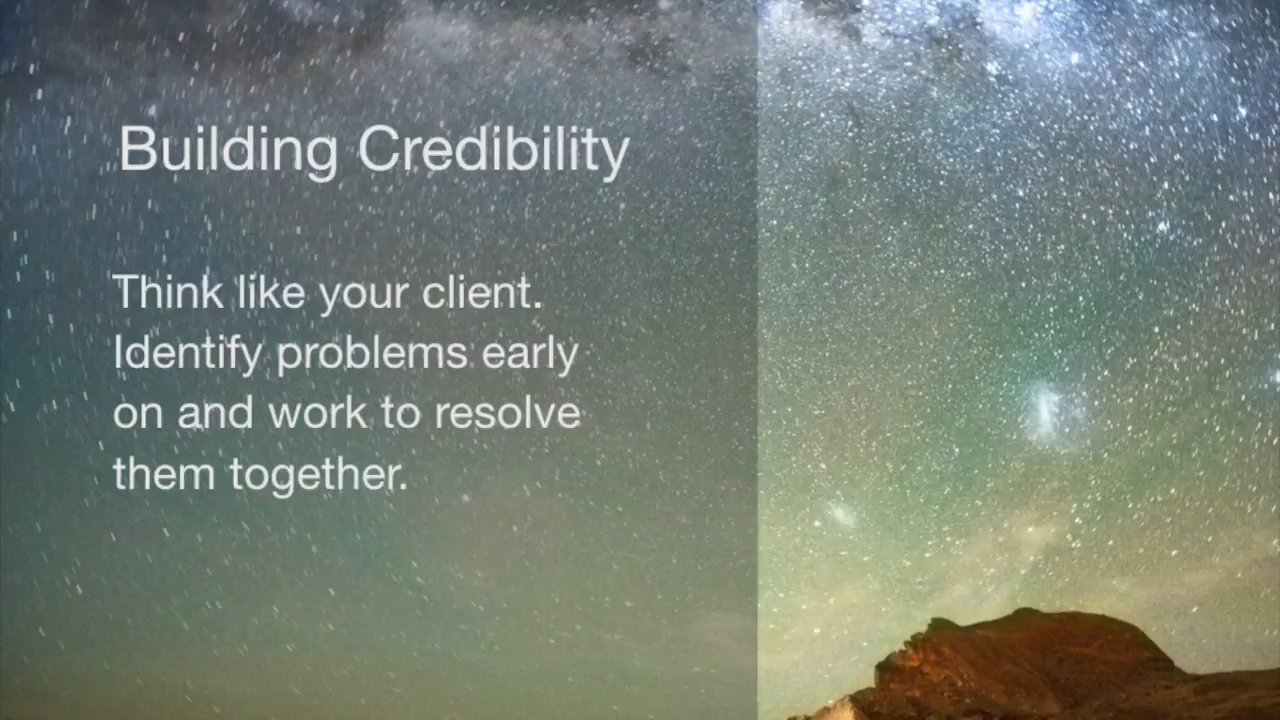 Building Credibility
Think like your client.
Identify problems early
on and work to resolve
them together.